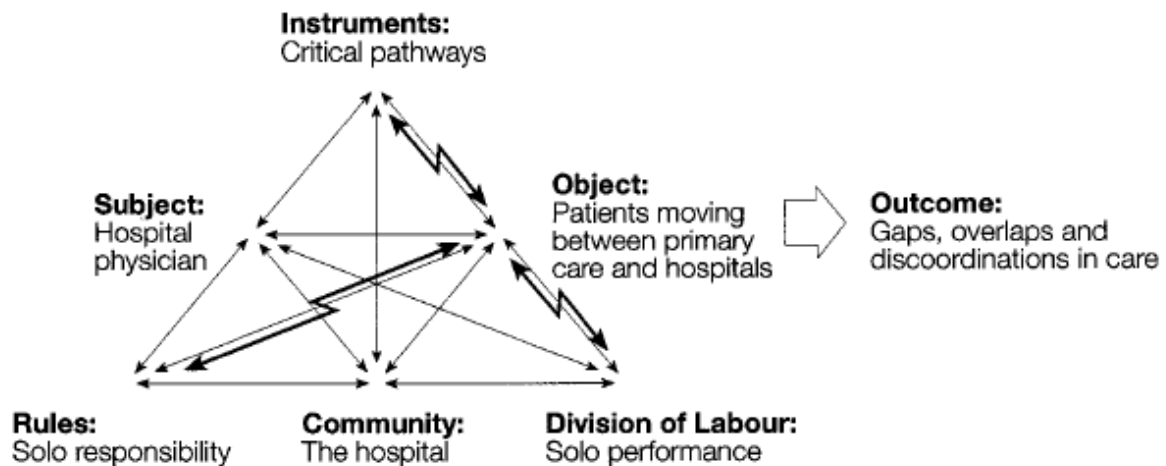 Instruments:
Critical pathways
Subject:
Hospital
physician
Object:
Patients moving
between primary
care and hospitals
Outcome:
Gaps, overlaps and
discoordinations in care
Rules:
Solo responsibility
Community:
The hospital
Division of Labour:
Solo performance